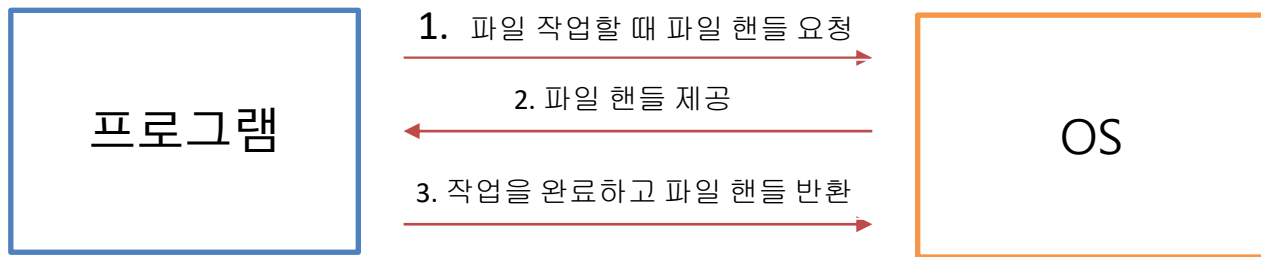 1. 파일 작업할 때 파일 핸들 요청
2. 파일 핸들 제공
프로그램
OS
3. 작업을 완료하고 파일 핸들 반환